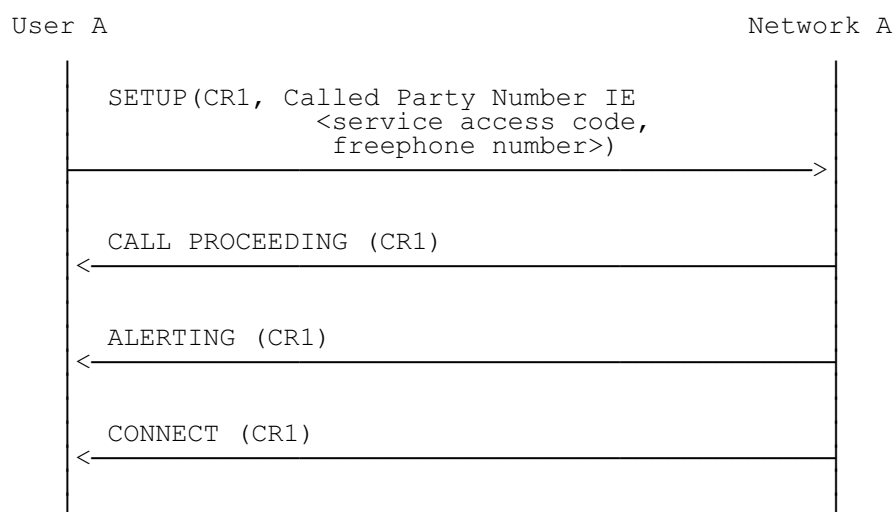 User A Network A
SETUP(CR1, Called Party Number IE
<service access code,
freephone number>)
CALL PROCEEDING (CR1)
ALERTING (CR1)
CONNECT (CR1)